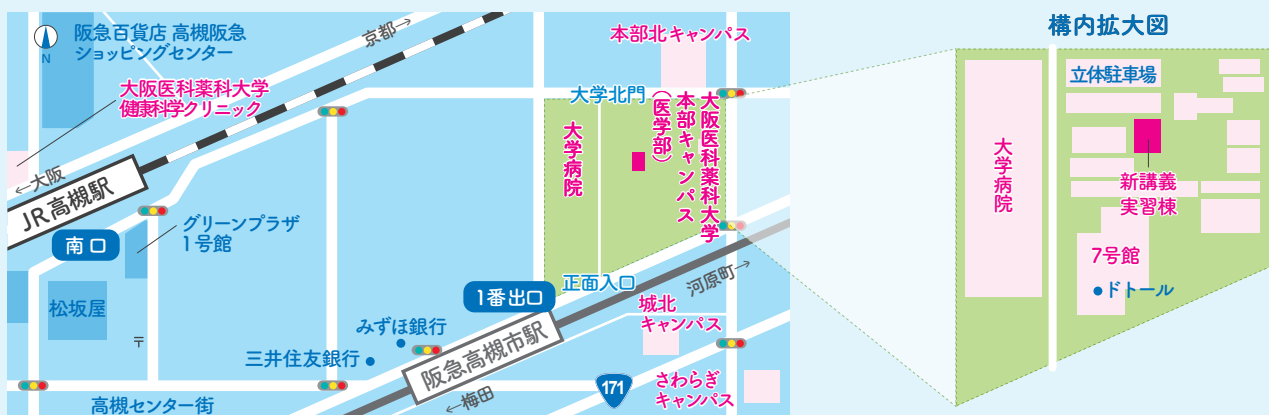 阪急百貨店 高槻阪急
ショッピングセンター
N
大阪医科薬科大学
健康科学クリニック
京都→
←大阪
JR高槻駅
南口
グリーンプラザ
1号館
松坂屋
〒
高槻センター街
三井住友銀行
みずほ銀行
阪急高槻市駅
1番出口
←梅田
河原町→
171
本部北キャンパス
大学北門
大学病院
大阪医科薬科大学
本部キャンパス
(医学部)
正面入口
城北
キャンパス
さわらぎ
キャンパス
構内拡大図
立体駐車場
大学病院
新講義
実習棟
7号館
ドトール